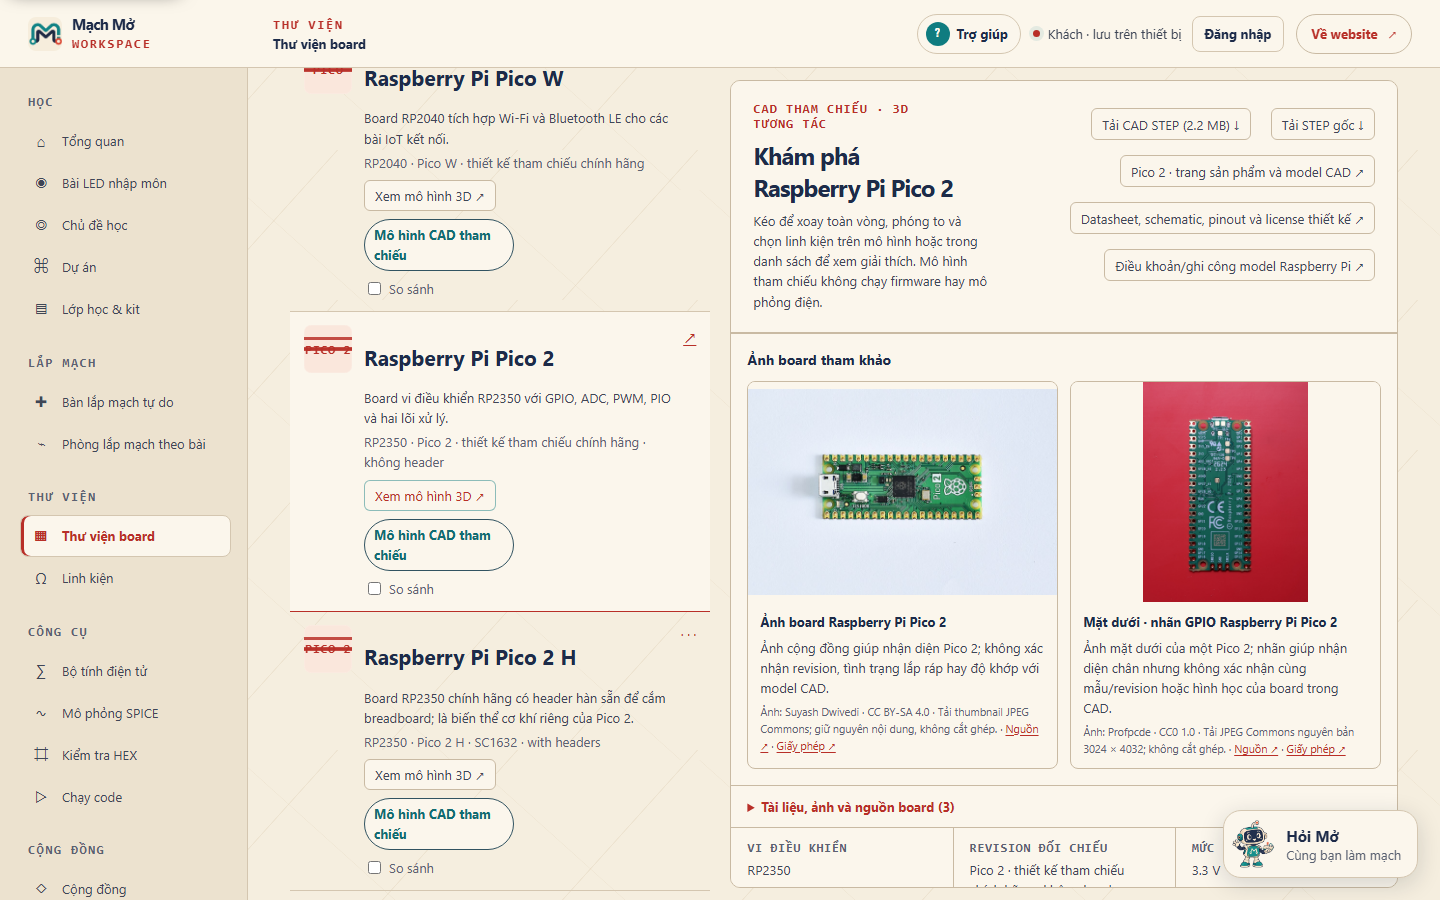 Mạch Mở
WORKSPACE
THƯ VIỆN
Thư viện board
? Trợ giúp
Khách · lưu trên thiết bị
Đăng nhập
Về website ↗
HỌC
Tổng quan
Bài LED nhập môn
Chủ đề học
Dự án
Lớp học & kit
LẮP MẠCH
Bàn lắp mạch tự do
Phòng lắp mạch theo bài
THƯ VIỆN
Thư viện board
Linh kiện
CÔNG CỤ
Bộ tính điện tử
Mô phỏng SPICE
Kiểm tra HEX
Chạy code
CỘNG ĐỒNG
Cộng đồng
PICO
Raspberry Pi Pico W
Board RP2040 tích hợp Wi-Fi và Bluetooth LE cho các
bài IoT kết nối.
RP2040 · Pico W · thiết kế tham chiếu chính hãng
Xem mô hình 3D ↗
Mô hình CAD tham
chiếu
So sánh
PICO 2
↗
Raspberry Pi Pico 2
Board vi điều khiển RP2350 với GPIO, ADC, PWM, PIO
và hai lõi xử lý.
RP2350 · Pico 2 · thiết kế tham chiếu chính hãng ·
không header
Xem mô hình 3D ↗
Mô hình CAD tham
chiếu
So sánh
PICO 2
...
Raspberry Pi Pico 2 H
Board RP2350 chính hãng có header hàn sẵn để cắm
breadboard; là biến thể cơ khí riêng của Pico 2.
RP2350 · Pico 2 H · SC1632 · with headers
Xem mô hình 3D ↗
Mô hình CAD tham
chiếu
So sánh
CAD THAM CHIẾU · 3D
TƯƠNG TÁC
Khám phá
Raspberry Pi Pico 2
Kéo để xoay toàn vòng, phóng to và
chọn linh kiện trên mô hình hoặc trong
danh sách để xem giải thích. Mô hình
tham chiếu không chạy firmware hay mô
phỏng điện.
Tải CAD STEP (2.2 MB) ↓
Tải STEP gốc ↓
Pico 2 · trang sản phẩm và model CAD ↗
Datasheet, schematic, pinout và license thiết kế ↗
Điều khoản/ghi công model Raspberry Pi ↗
Ảnh board tham khảo
Pico 2
Ảnh board Raspberry Pi Pico 2
Ảnh cộng đồng giúp nhận diện Pico 2; không xác
nhận revision, tình trạng lắp ráp hay độ khớp với
model CAD.
Ảnh: Suyash Dwivedi · CC BY-SA 4.0 · Tải thumbnail JPEG
Commons; giữ nguyên nội dung, không cắt ghép. · Nguồn
↗ · Giấy phép ↗
CE
FC
Mặt dưới · nhãn GPIO Raspberry Pi Pico 2
Ảnh mặt dưới của một Pico 2; nhãn giúp nhận
diện chân nhưng không xác nhận cùng
mẫu/revision hoặc hình học của board trong
CAD.
Ảnh: Profpcde · CC0 1.0 · Tải JPEG Commons nguyên bản
3024 × 4032; không cắt ghép. · Nguồn ↗ · Giấy phép ↗
▶ Tài liệu, ảnh và nguồn board (3)
VI ĐIỀU KHIỂN
RP2350
REVISION ĐỐI CHIẾU
Pico 2 · thiết kế tham chiếu
MỨC
3.3 V
Hỏi Mở
Cùng bạn làm mạch